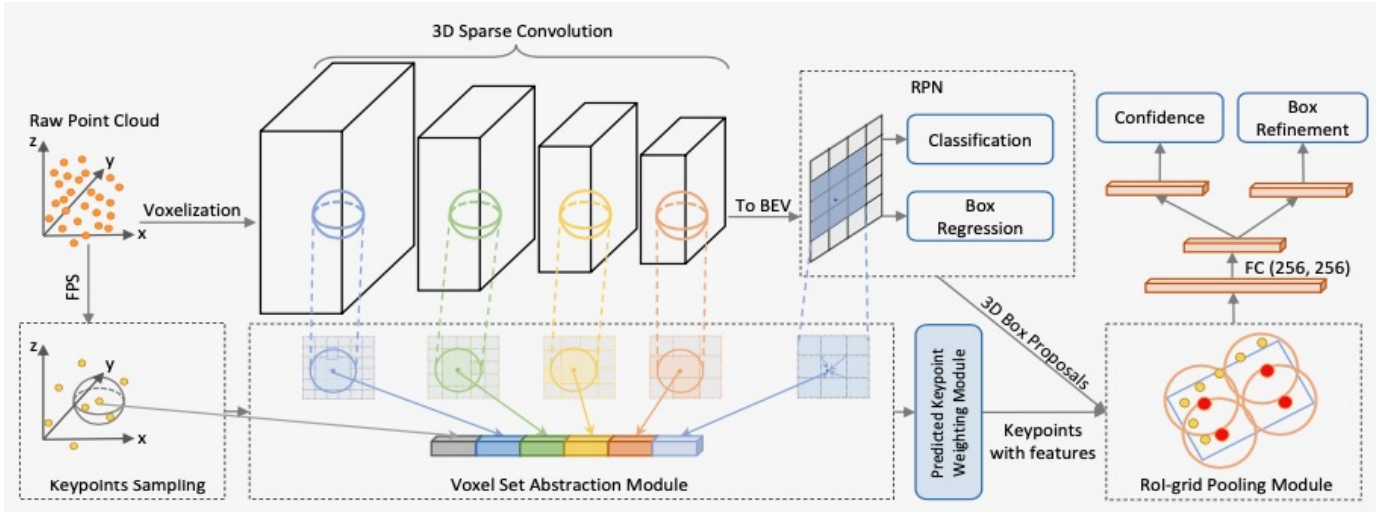 3D Sparse Convolution
Raw Point Cloud
z
y
x
Voxelization
FPS
To BEV
RPN
Classification
Box
Regression
Confidence
Box
Refinement
FC (256, 256)
3D Box Proposals
z
y
x
Keypoints Sampling
Voxel Set Abstraction Module
Predicted Keypoint
Weighting Module
Keypoints
with features
RoI-grid Pooling Module